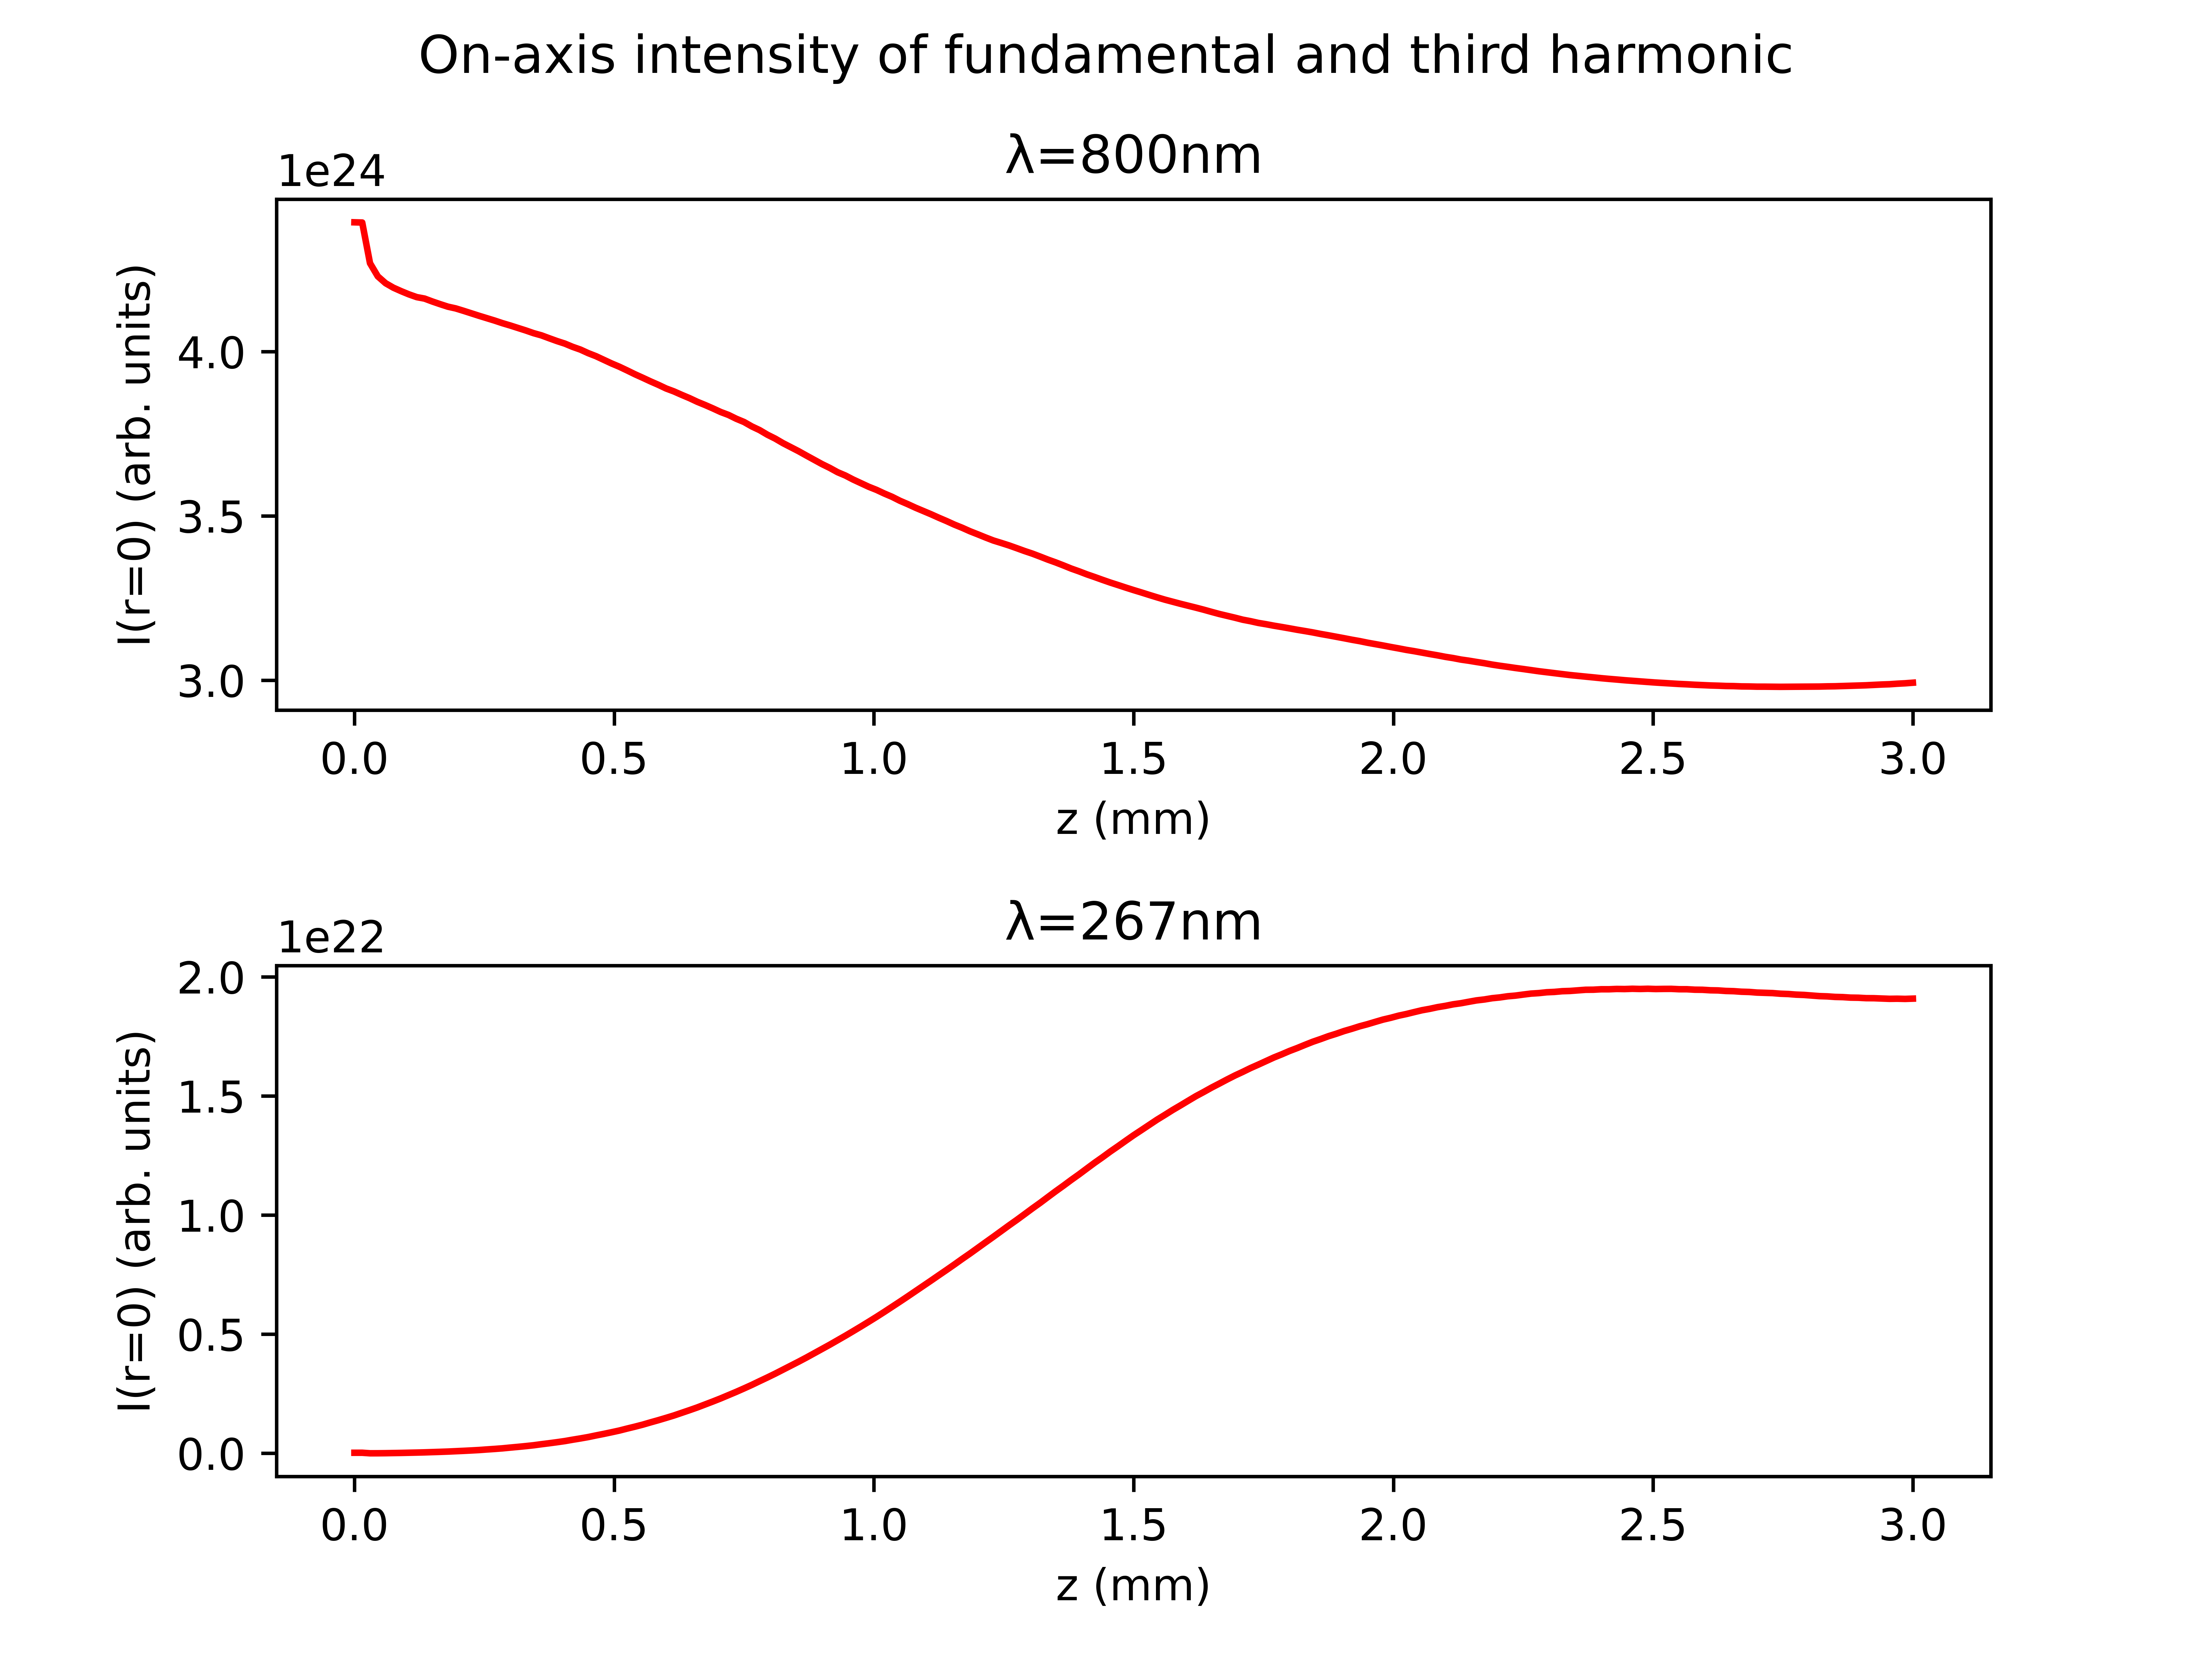 On-axis intensity of fundamental and third harmonic
λ=800nm
1e24
I(r=0) (arb. units)
4.0
3.5
3.0
0.0 0.5 1.0 1.5 2.0 2.5 3.0
z (mm)
λ=267nm
1e22
I(r=0) (arb. units)
2.0
1.5
1.0
0.5
0.0
0.0 0.5 1.0 1.5 2.0 2.5 3.0
z (mm)